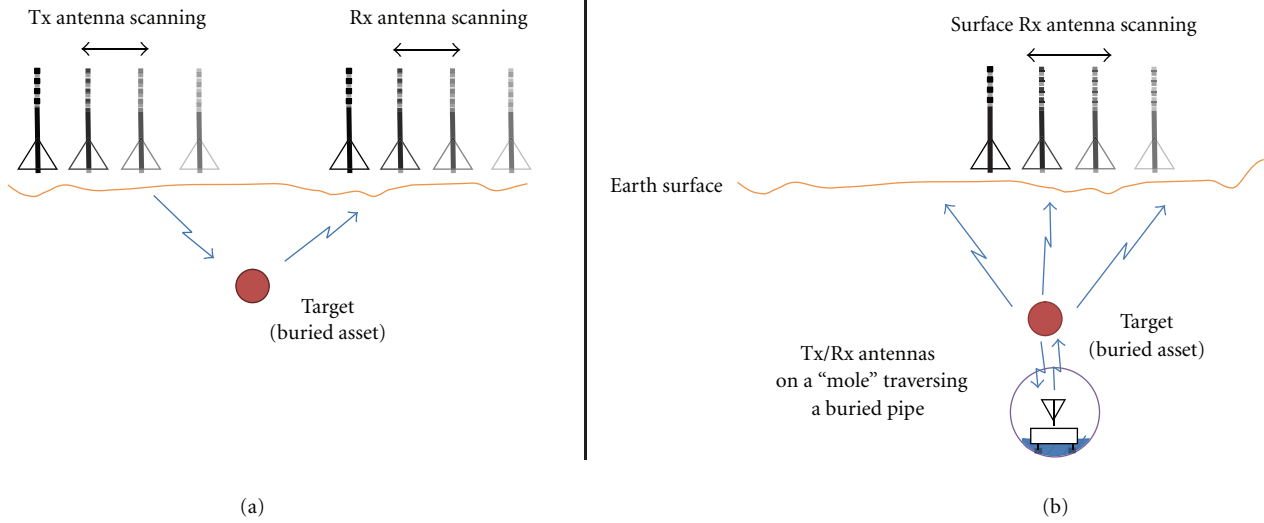 Tx antenna scanning
Rx antenna scanning
Target
(buried asset)
(a)
Surface Rx antenna scanning
Earth surface
Target
(buried asset)
Tx/Rx antennas
on a “mole” traversing
a buried pipe
(b)